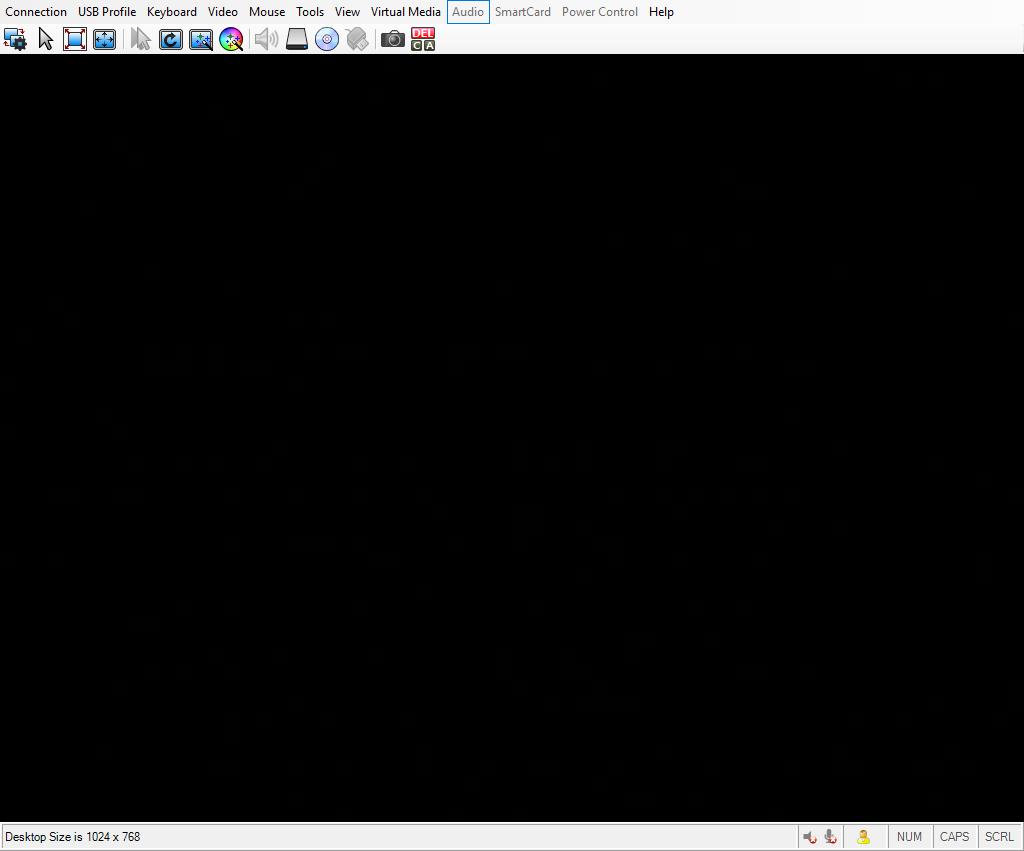 Connection USB Profile Keyboard Video Mouse Tools View Virtual Media Audio SmartCard Power Control Help
DEL
C A
Desktop Size is 1024 x 768 NUM CAPS SCRL